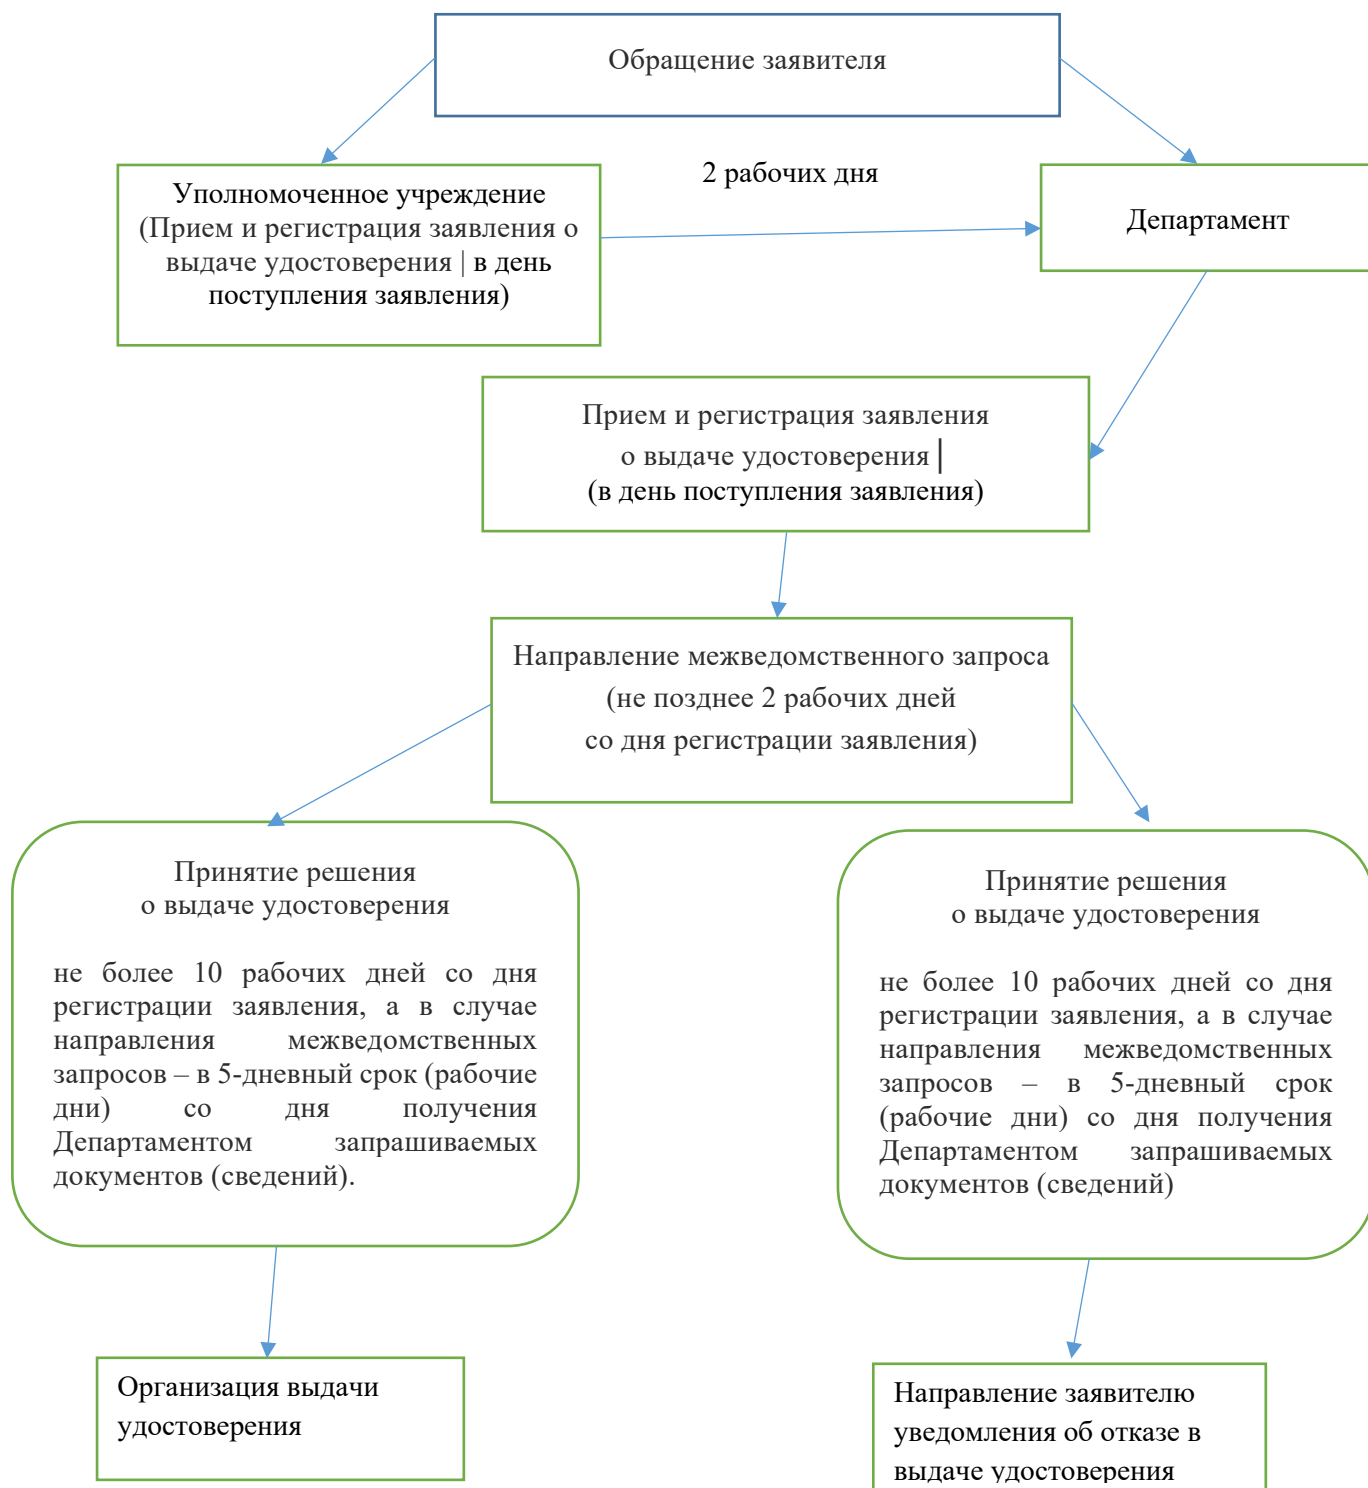 Обращение заявителя
Уполномоченное учреждение
(Прием и регистрация заявления о
выдаче удостоверения | в день
поступления заявления)
2 рабочих дня
Департамент
Прием и регистрация заявления
о выдаче удостоверения |
(в день поступления заявления)
Направление межведомственного запроса
(не позднее 2 рабочих дней
со дня регистрации заявления)
Принятие решения
о выдаче удостоверения
не более 10 рабочих дней со дня
регистрации заявления, а в случае
направления межведомственных
запросов – в 5-дневный срок (рабочие
дни) со дня получения
Департаментом запрашиваемых
документов (сведений).
Принятие решения
о выдаче удостоверения
не более 10 рабочих дней со дня
регистрации заявления, а в случае
направления межведомственных
запросов – в 5-дневный срок
(рабочие дни) со дня получения
Департаментом запрашиваемых
документов (сведений)
Организация выдачи
удостоверения
Направление заявителю
уведомления об отказе в
выдаче удостоверения